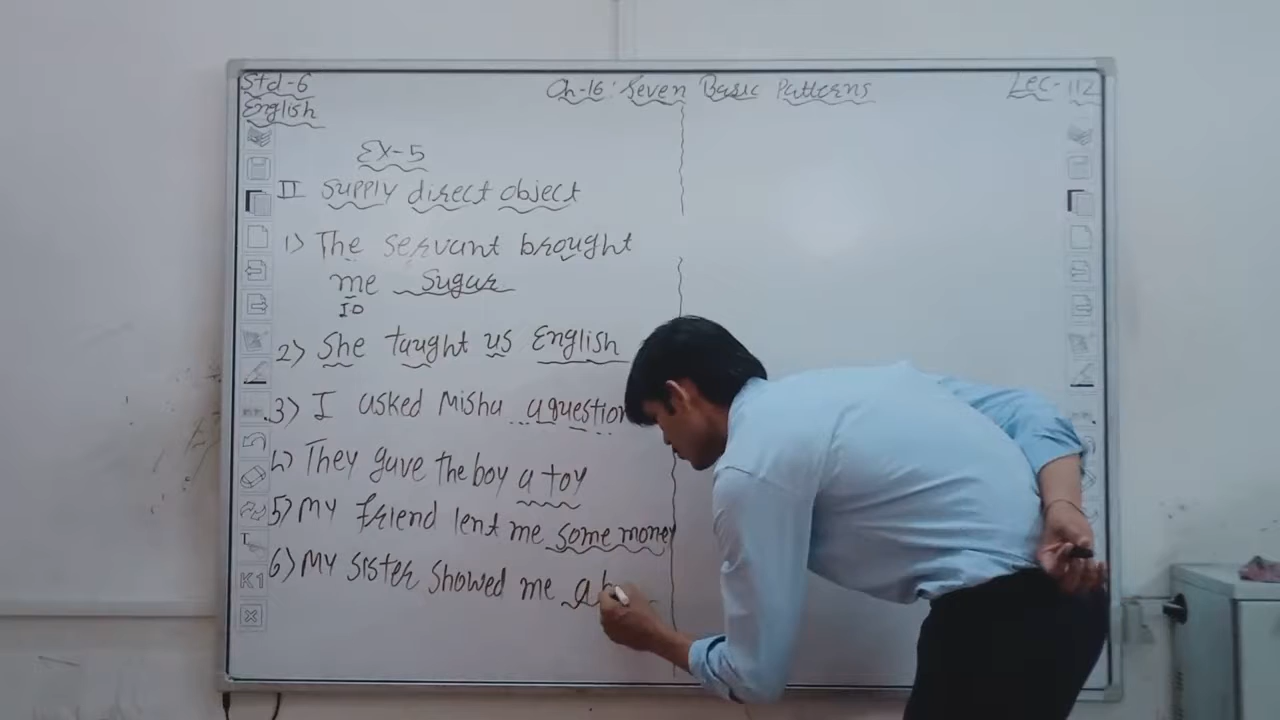 Std-6
English
Ch-16: Seven Basic Patterns
Lec-112
EX-5
II Supply direct object
1) The servant brought
me sugar
IO
2) She taught us English
3) I asked Misha a question
4) They gave the boy a toy
5) My friend lent me some money
6) My sister showed me a
K1